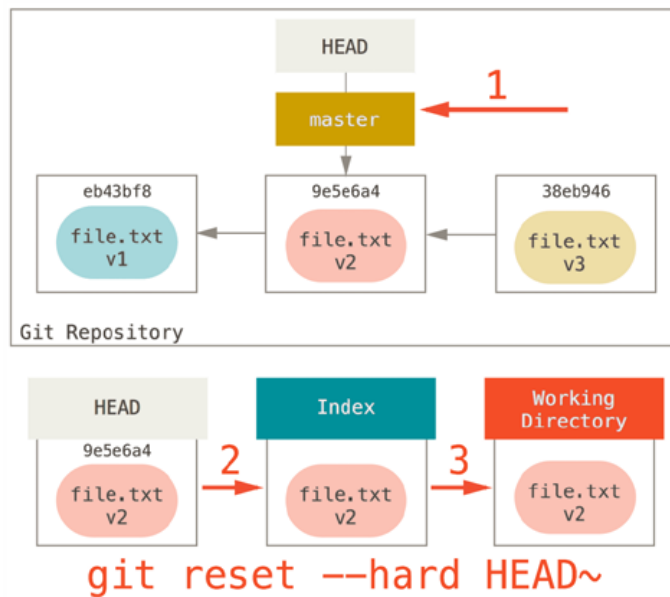 HEAD
1
master
eb43bf8
9e5e6a4
38eb946
file.txt
v1
file.txt
v2
file.txt
v3
Git Repository
HEAD
Index
Working
Directory
9e5e6a4
2
3
file.txt
v2
file.txt
v2
file.txt
v2
git reset --hard HEAD~